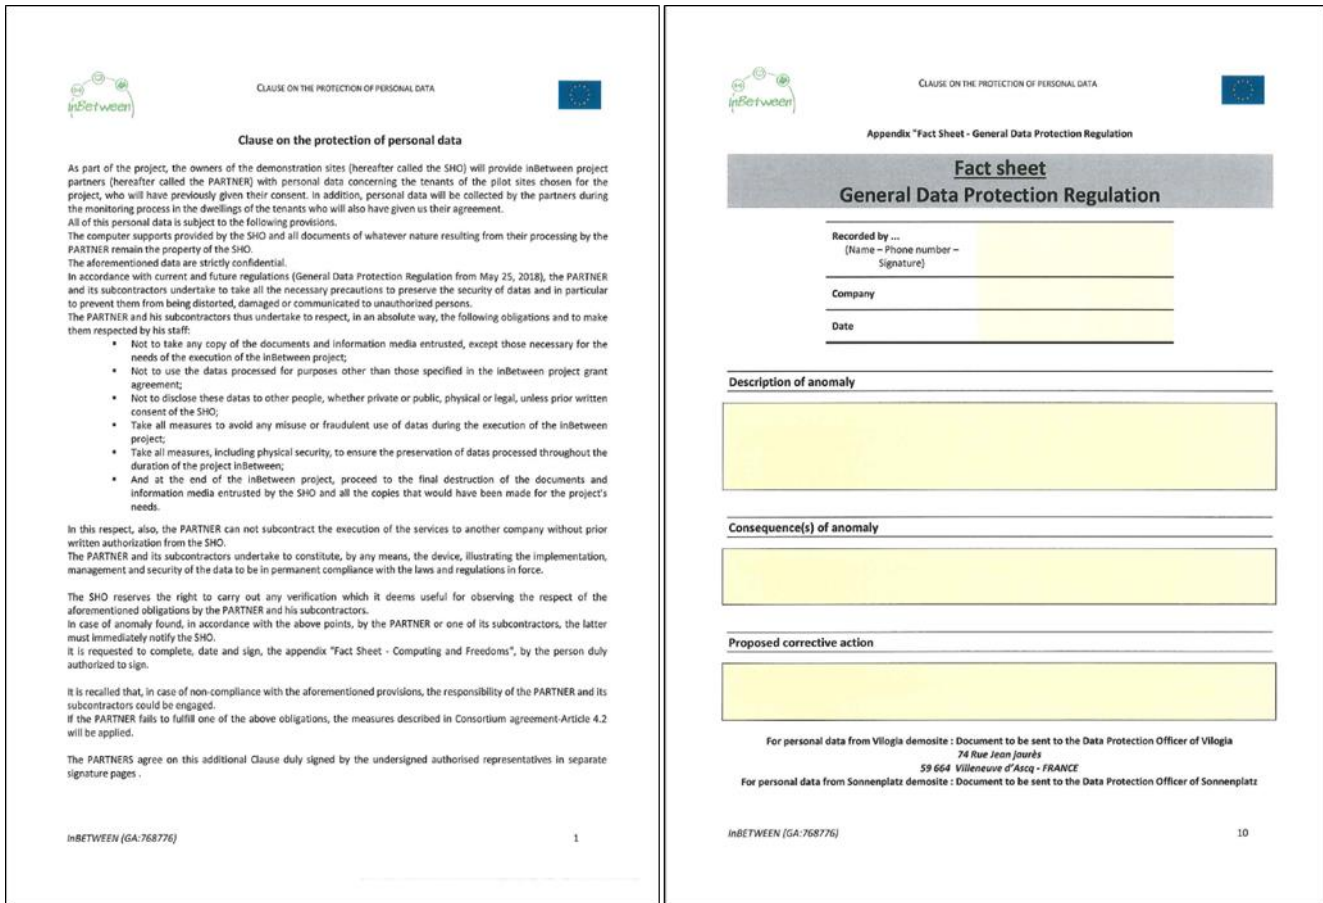 inBetween
CLAUSE ON THE PROTECTION OF PERSONAL DATA
Clause on the protection of personal data
As part of the project, the owners of the demonstration sites (hereafter called the SHO) will provide inBetween project
partners (hereafter called the PARTNER) with personal data concerning the tenants of the pilot sites chosen for the
project, who will have previously given their consent. In addition, personal data will be collected by the partners during
the monitoring process in the dwellings of the tenants who will also have given us their agreement.
All of this personal data is subject to the following provisions.
The computer supports provided by the SHO and all documents of whatever nature resulting from their processing by the
PARTNER remain the property of the SHO.
The aforementioned data are strictly confidential.
In accordance with current and future regulations (General Data Protection Regulation from May 25, 2018), the PARTNER
and its subcontractors undertake to take all the necessary precautions to preserve the security of datas and in particular
to prevent them from being distorted, damaged or communicated to unauthorized persons.
The PARTNER and his subcontractors thus undertake to respect, in an absolute way, the following obligations and to make
them respected by his staff:
▪ Not to take any copy of the documents and information media entrusted, except those necessary for the
needs of the execution of the inBetween project;
▪ Not to use the datas processed for purposes other than those specified in the inBetween project grant
agreement;
▪ Not to disclose these datas to other people, whether private or public, physical or legal, unless prior written
consent of the SHO;
▪ Take all measures to avoid any misuse or fraudulent use of datas during the execution of the inBetween
project;
▪ Take all measures, including physical security, to ensure the preservation of datas processed throughout the
duration of the project inBetween;
▪ And at the end of the inBetween project, proceed to the final destruction of the documents and
information media entrusted by the SHO and all the copies that would have been made for the project's
needs.
In this respect, also, the PARTNER can not subcontract the execution of the services to another company without prior
written authorization from the SHO.
The PARTNER and its subcontractors undertake to constitute, by any means, the device, illustrating the implementation,
management and security of the data to be in permanent compliance with the laws and regulations in force.
The SHO reserves the right to carry out any verification which it deems useful for observing the respect of the
aforementioned obligations by the PARTNER and his subcontractors.
In case of anomaly found, in accordance with the above points, by the PARTNER or one of its subcontractors, the latter
must immediately notify the SHO.
It is requested to complete, date and sign, the appendix "Fact Sheet - Computing and Freedoms", by the person duly
authorized to sign.
It is recalled that, in case of non-compliance with the aforementioned provisions, the responsibility of the PARTNER and its
subcontractors could be engaged.
If the PARTNER fails to fulfill one of the above obligations, the measures described in Consortium agreement-Article 4.2
will be applied.
The PARTNERS agree on this additional Clause duly signed by the undersigned authorised representatives in separate
signature pages .
InBETWEEN (GA:768776)
1
inBetween
CLAUSE ON THE PROTECTION OF PERSONAL DATA
Appendix "Fact Sheet - General Data Protection Regulation
Fact sheet
General Data Protection Regulation
Recorded by ...
(Name – Phone number –
Signature)
Company
Date
Description of anomaly
Consequence(s) of anomaly
Proposed corrective action
For personal data from Vilogia demosite : Document to be sent to the Data Protection Officer of Vilogia
74 Rue Jean Jaurès
59 664 Villeneuve d'Ascq - FRANCE
For personal data from Sonnenplatz demosite : Document to be sent to the Data Protection Officer of Sonnenplatz
InBETWEEN (GA:768776)
10